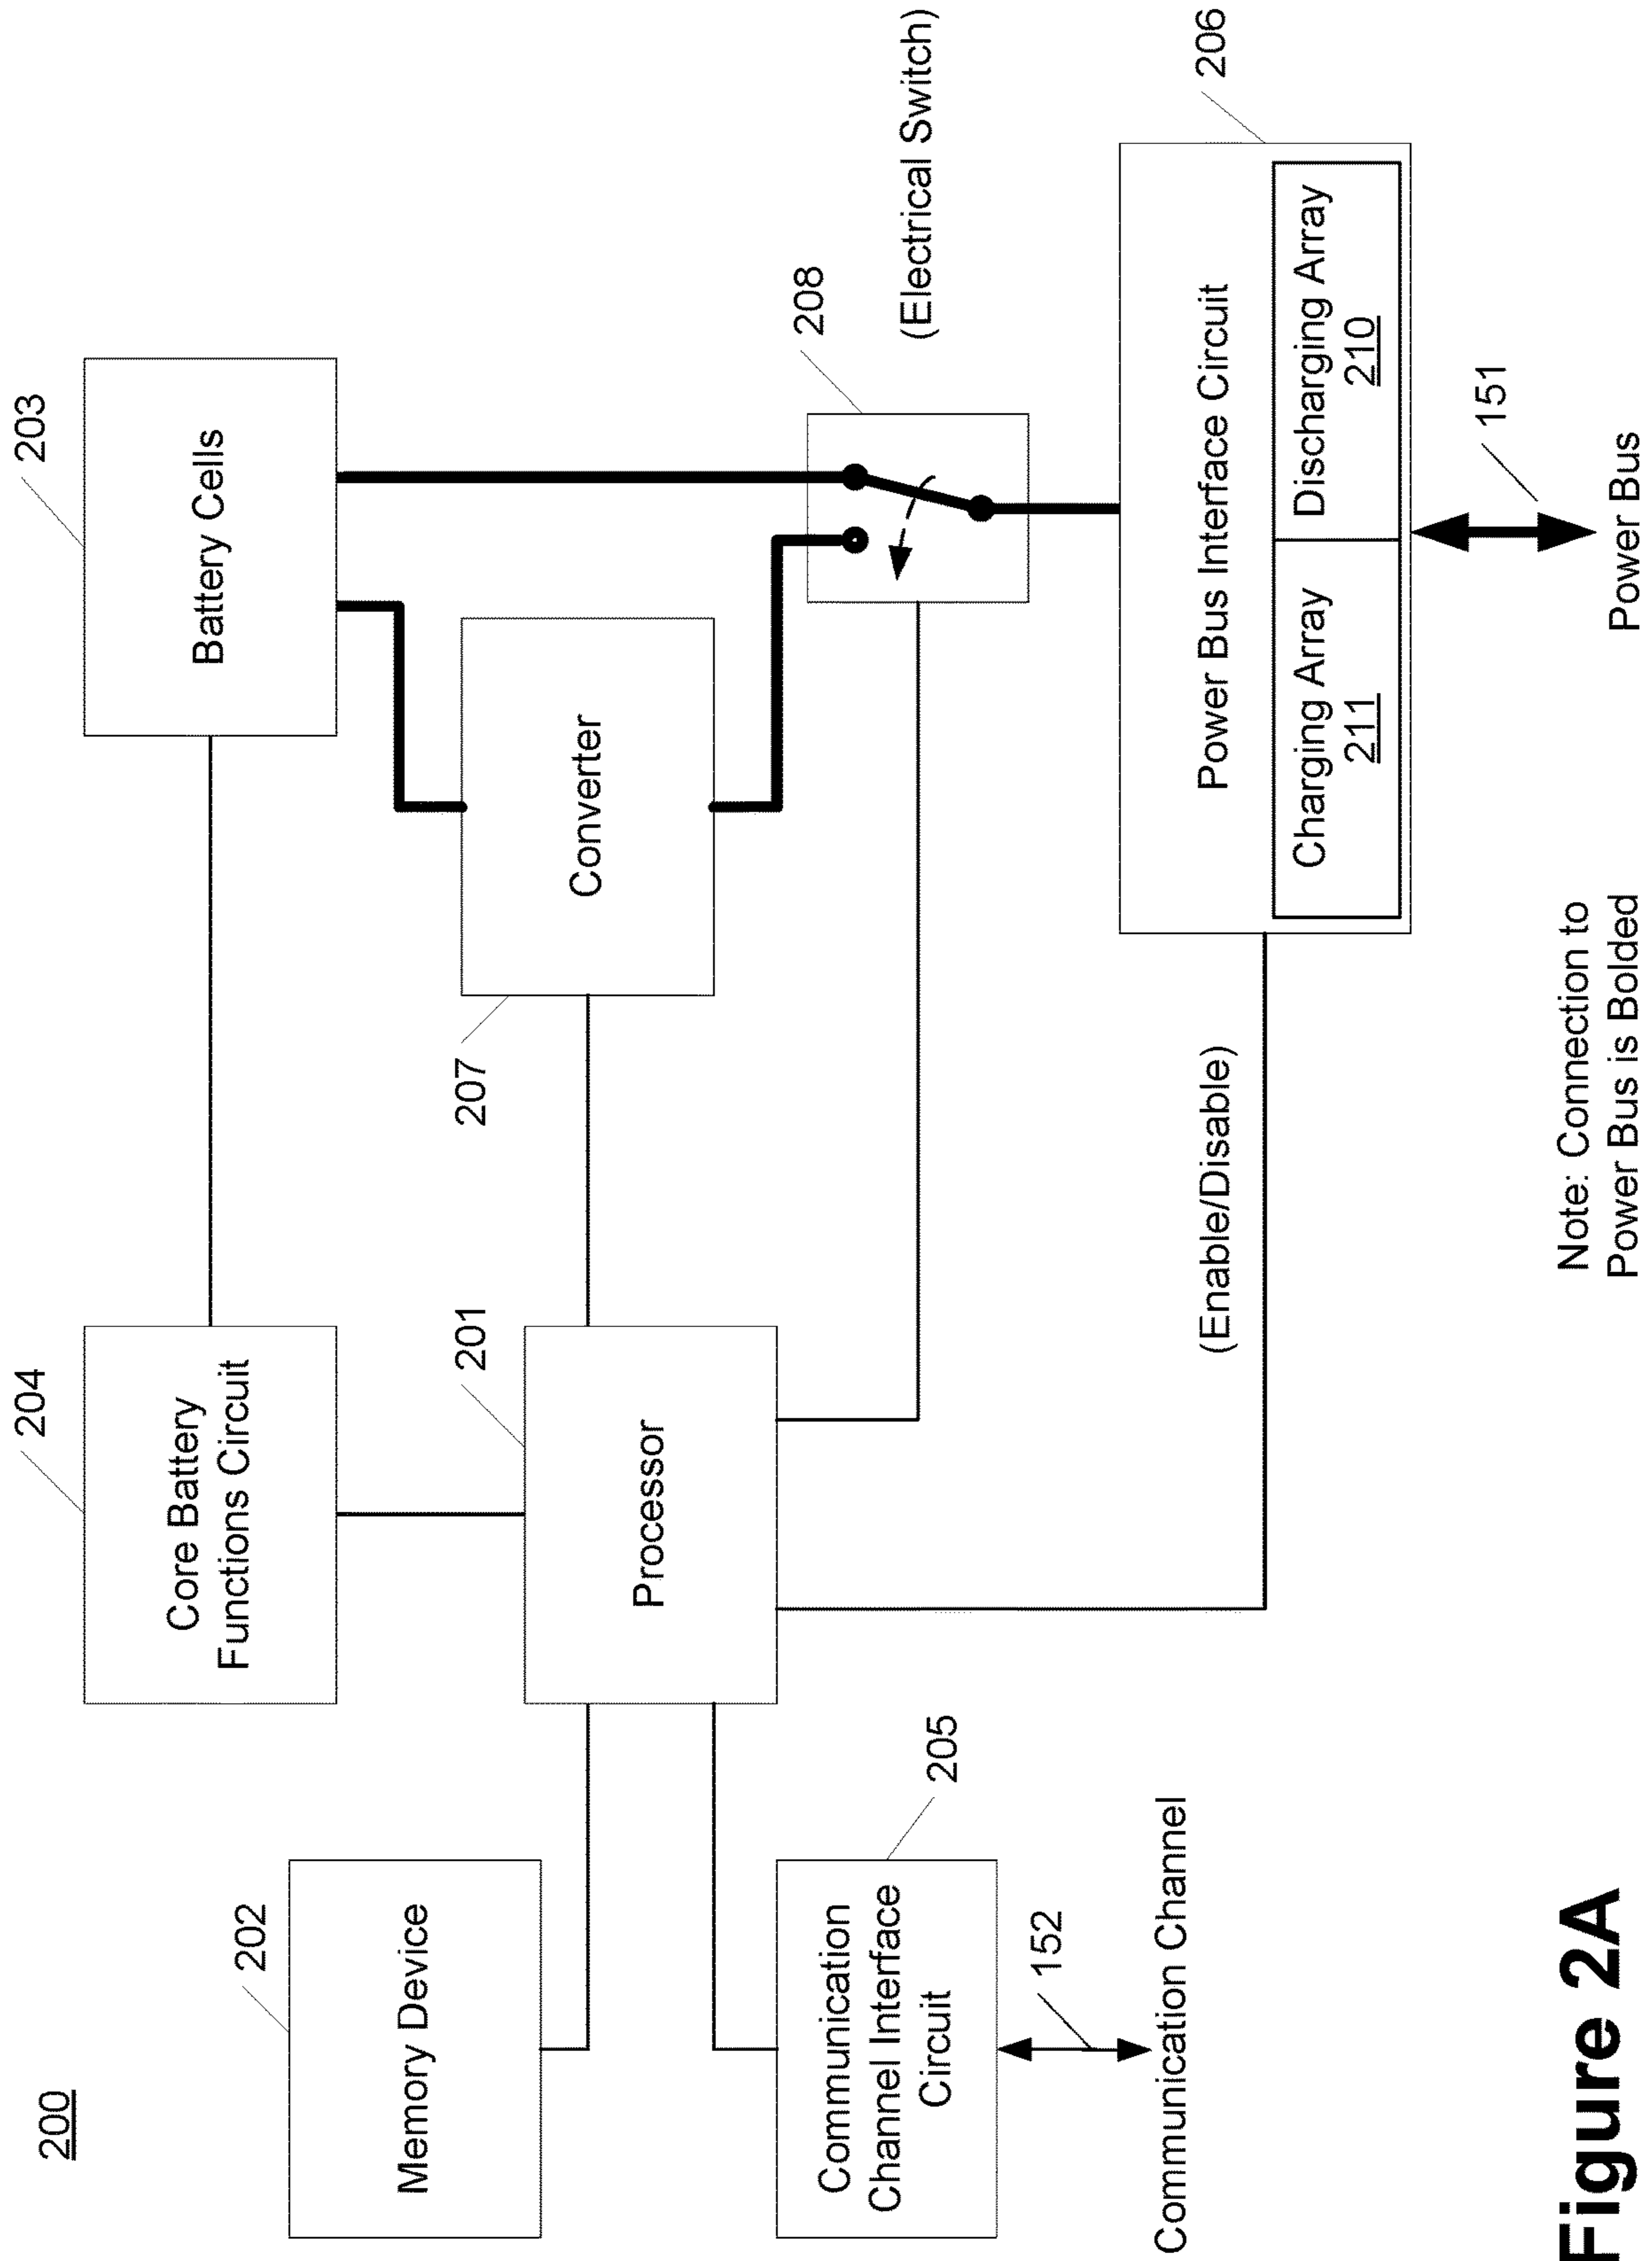 200
204
203
Core Battery
Functions Circuit
Battery Cells
202
Memory Device
201
Processor
207
Converter
208
(Electrical Switch)
205
Communication
Channel Interface
Circuit
152
Communication Channel
(Enable/Disable)
206
Power Bus Interface Circuit
Charging Array
211
Discharging Array
210
151
Power Bus
Note: Connection to
Power Bus is Bolded
Figure 2A